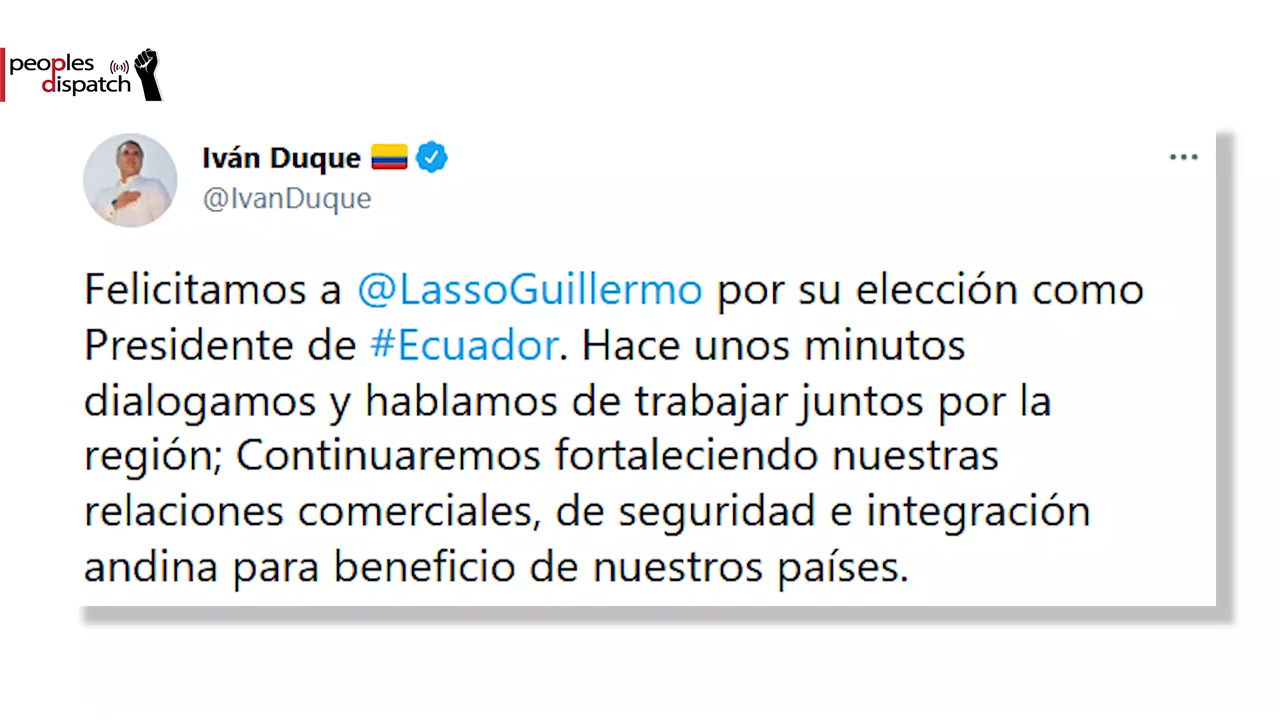 peoples
dispatch
Iván Duque
@IvanDuque
Felicitamos a @LassoGuillermo por su elección como
Presidente de #Ecuador. Hace unos minutos
dialogamos y hablamos de trabajar juntos por la
región; Continuaremos fortaleciendo nuestras
relaciones comerciales, de seguridad e integración
andina para beneficio de nuestros países.